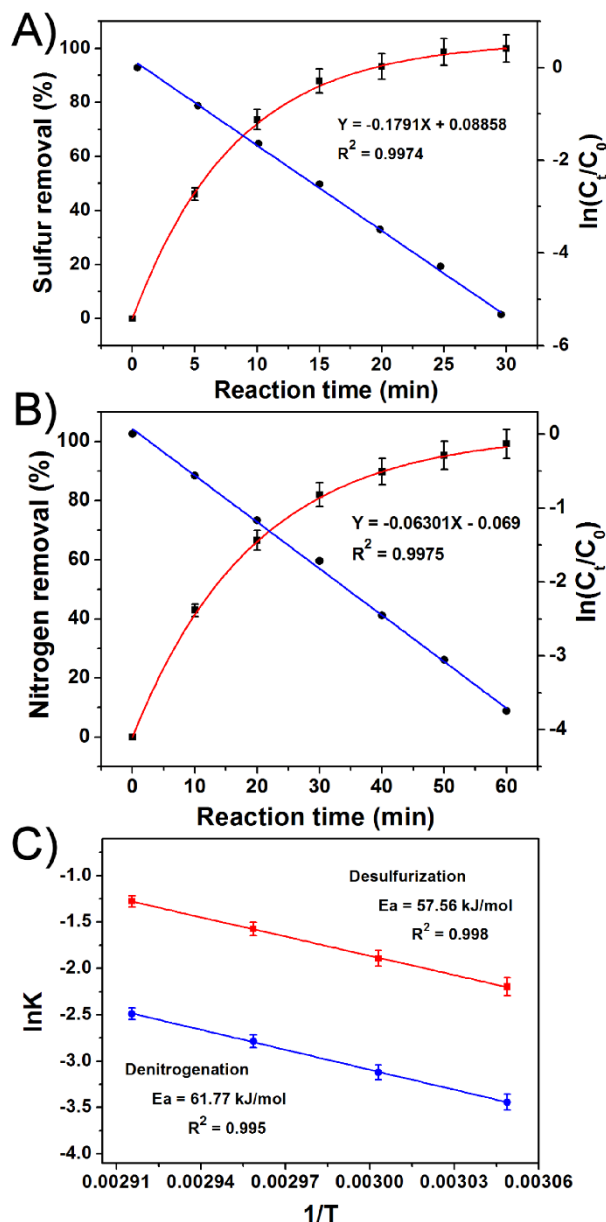 A)
100
80
60
40
20
0
Sulfur removal (%)
Y = -0.1791X + 0.08858
R² = 0.9974
0
-2
-4
-6
ln(Ct/C0)
0 5 10 15 20 25 30
Reaction time (min)
B)
100
80
60
40
20
0
Nitrogen removal (%)
Y = -0.06301X - 0.069
R² = 0.9975
0
-1
-2
-3
-4
ln(Ct/C0)
0 10 20 30 40 50 60
Reaction time (min)
C)
-1.0
-1.5
-2.0
-2.5
-3.0
-3.5
-4.0
lnK
Desulfurization
Ea = 57.56 kJ/mol
R² = 0.998
Denitrogenation
Ea = 61.77 kJ/mol
R² = 0.995
0.00291 0.00294 0.00297 0.00300 0.00303 0.00306
1/T